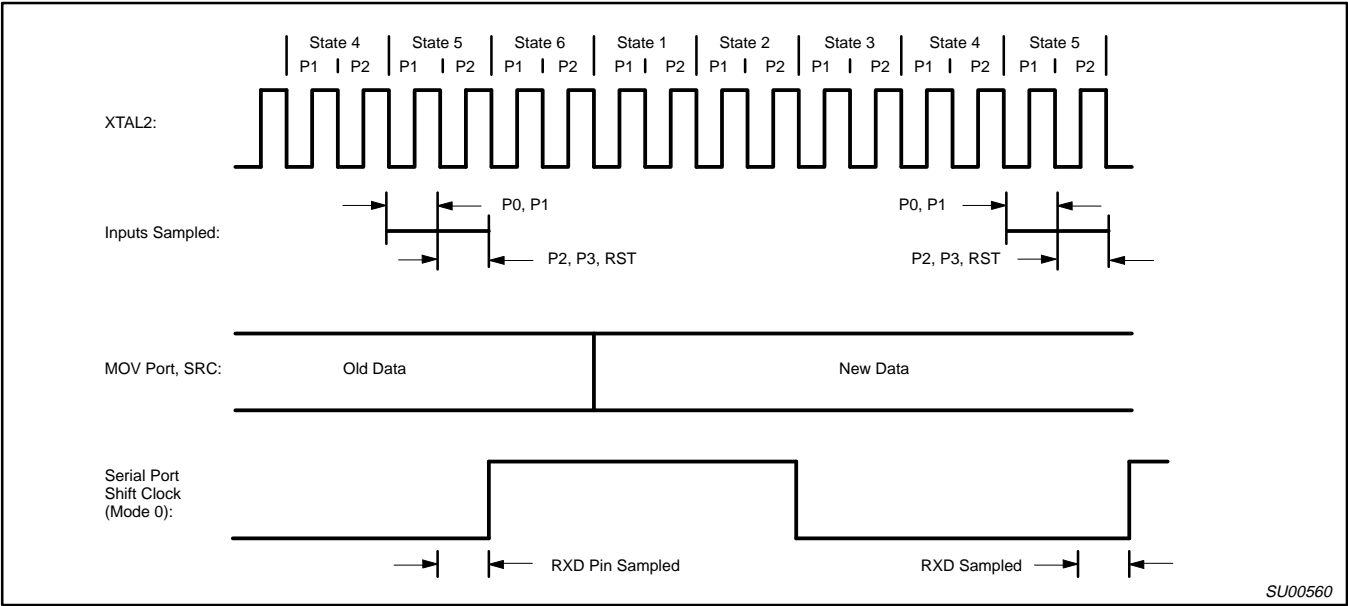 State 4 State 5 State 6 State 1 State 2 State 3 State 4 State 5
P1 P2 P1 P2 P1 P2 P1 P2 P1 P2 P1 P2 P1 P2 P1 P2
XTAL2:
P0, P1 P0, P1
Inputs Sampled:
P2, P3, RST P2, P3, RST
MOV Port, SRC: Old Data New Data
Serial Port
Shift Clock
(Mode 0):
RXD Pin Sampled RXD Sampled
SU00560